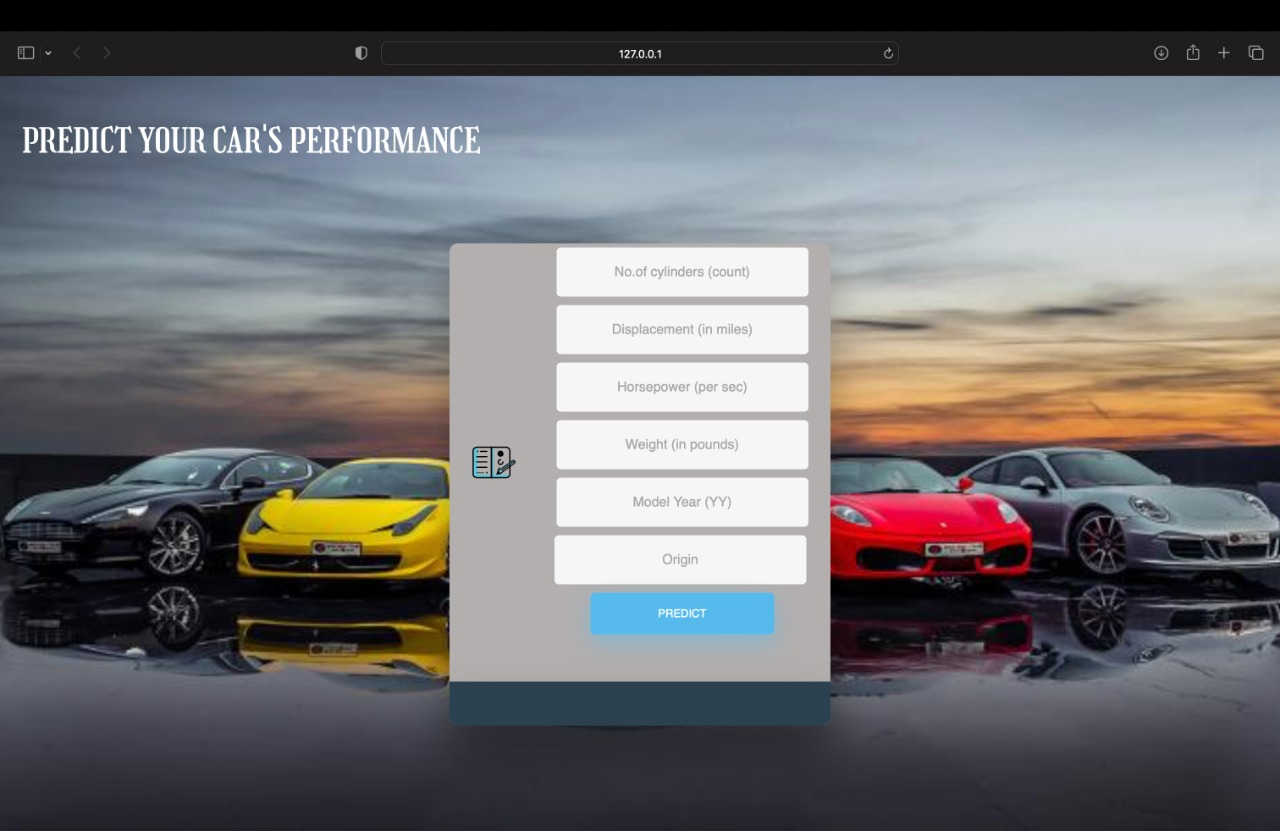 127.0.0.1
PREDICT YOUR CAR'S PERFORMANCE
No.of cylinders (count)
Displacement (in miles)
Horsepower (per sec)
Weight (in pounds)
Model Year (YY)
Origin
PREDICT